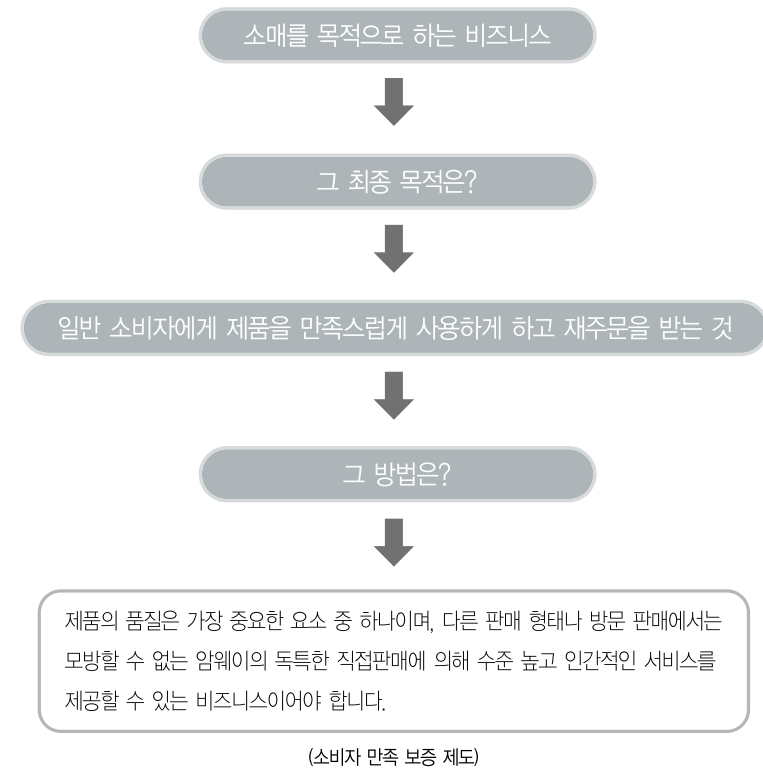 소매를 목적으로 하는 비즈니스
그 최종 목적은?
일반 소비자에게 제품을 만족스럽게 사용하게 하고 재주문을 받는 것
그 방법은?
제품의 품질은 가장 중요한 요소 중 하나이며, 다른 판매 형태나 방문 판매에서는
모방할 수 없는 암웨이의 독특한 직접판매에 의해 수준 높고 인간적인 서비스를
제공할 수 있는 비즈니스이어야 합니다.
(소비자 만족 보증 제도)